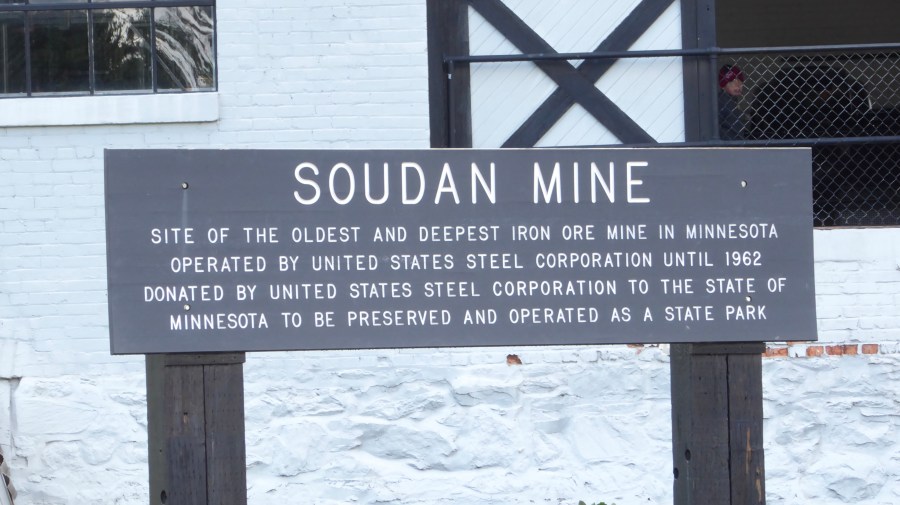 SOUDAN MINE
SITE OF THE OLDEST AND DEEPEST IRON ORE MINE IN MINNESOTA
OPERATED BY UNITED STATES STEEL CORPORATION UNTIL 1962
DONATED BY UNITED STATES STEEL CORPORATION TO THE STATE OF
MINNESOTA TO BE PRESERVED AND OPERATED AS A STATE PARK